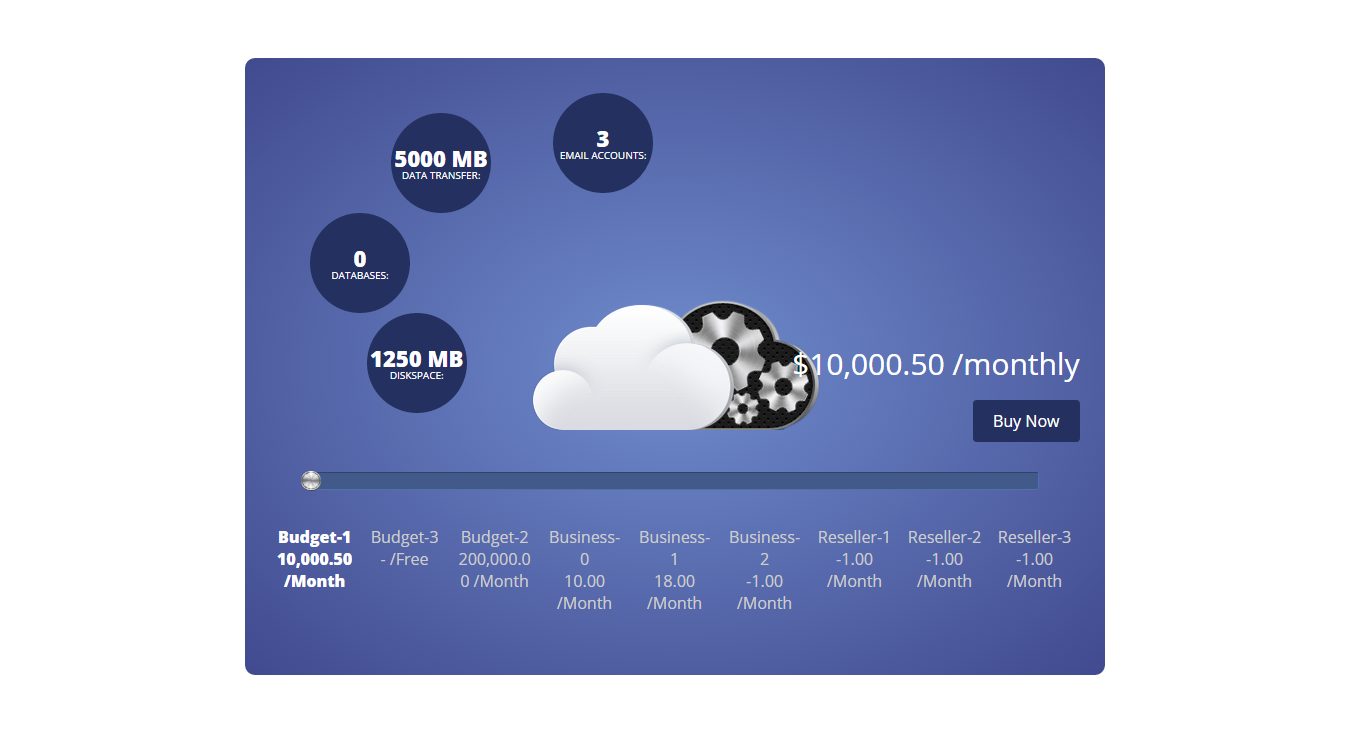 3
EMAIL ACCOUNTS:
5000 MB
DATA TRANSFER:
0
DATABASES:
1250 MB
DISKSPACE:
$10,000.50 /monthly
Buy Now
Budget-1
10,000.50
/Month
Budget-3
- /Free
Budget-2
200,000.0
0 /Month
Business-
0
10.00
/Month
Business-
1
18.00
/Month
Business-
2
-1.00
/Month
Reseller-1
-1.00
/Month
Reseller-2
-1.00
/Month
Reseller-3
-1.00
/Month